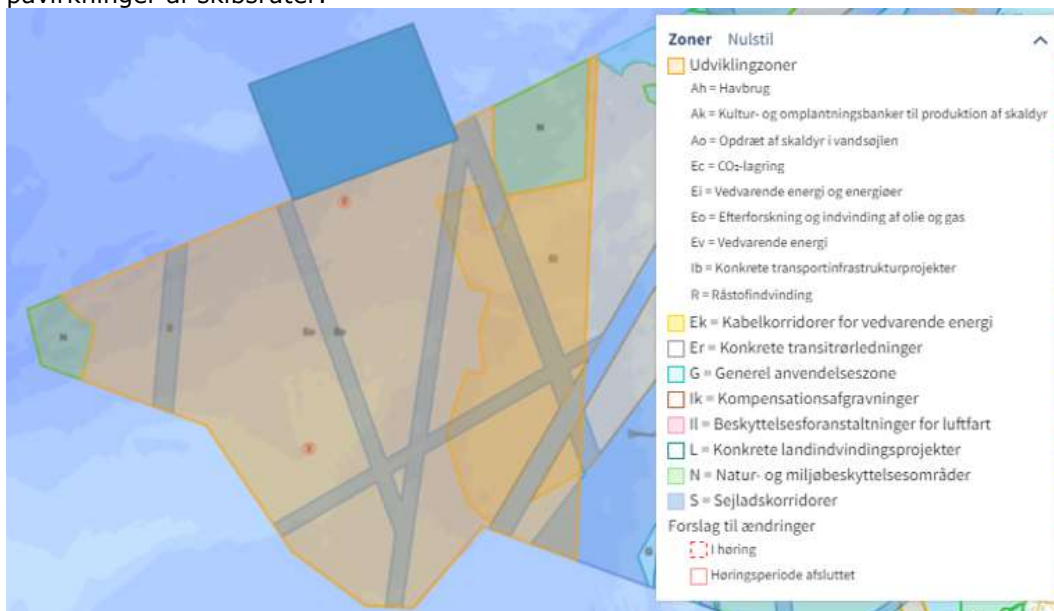 påvirkninger af skibsruter.
Zoner Nulstil
Udviklingzoner
Ah = Havbrug
Ak = Kultur- og omplantningsbanker til produktion af skaldyr
Ao = Opdræt af skaldyr i vandsøjlen
Ec = CO₂-lagring
Ei = Vedvarende energi og energiøer
Eo = Efterforskning og indvinding af olie og gas
Ev = Vedvarende energi
Ib = Konkrete transportinfrastrukturprojekter
R = Råstofindvinding
Ek = Kabelkorridorer for vedvarende energi
Er = Konkrete transitrørledninger
G = Generel anvendelseszone
Ik = Kompensationsafgravninger
Il = Beskyttelsesforanstaltninger for luftfart
L = Konkrete landindvindingsprojekter
N = Natur- og miljøbeskyttelsesområder
S = Sejladskorridorer
Forslag til ændringer
I høring
Høringsperiode afsluttet
N
N